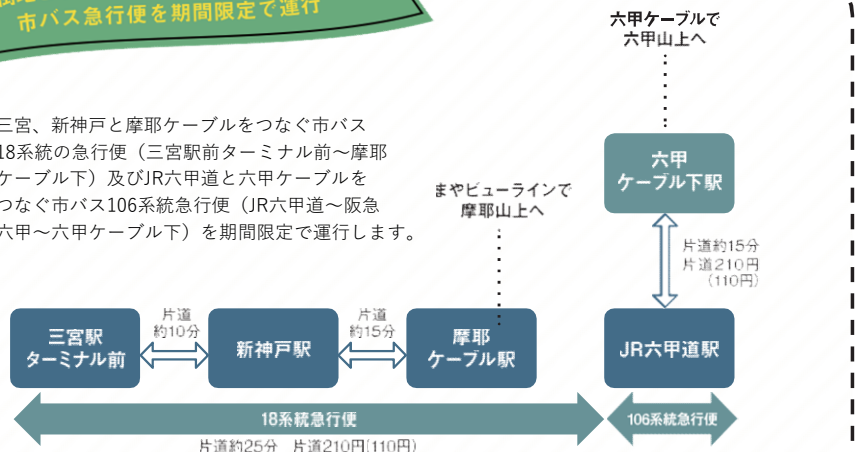 市バス急行便を期間限定で運行
六甲ケーブルで
六甲山上へ
三宮、新神戸と摩耶ケーブルをつなぐ市バス
18系統の急行便（三宮駅前ターミナル前～摩耶
ケーブル下）及びJR六甲道と六甲ケーブルを
つなぐ市バス106系統急行便（JR六甲道～阪急
六甲～六甲ケーブル下）を期間限定で運行します。
六甲
ケーブル下駅
まやビューラインで
摩耶山上へ
片道約15分
片道210円
（110円）
三宮駅
ターミナル前
片道
約10分
新神戸駅
片道
約15分
摩耶
ケーブル駅
JR六甲道駅
18系統急行便
106系統急行便
片道約25分　片道210円（110円）